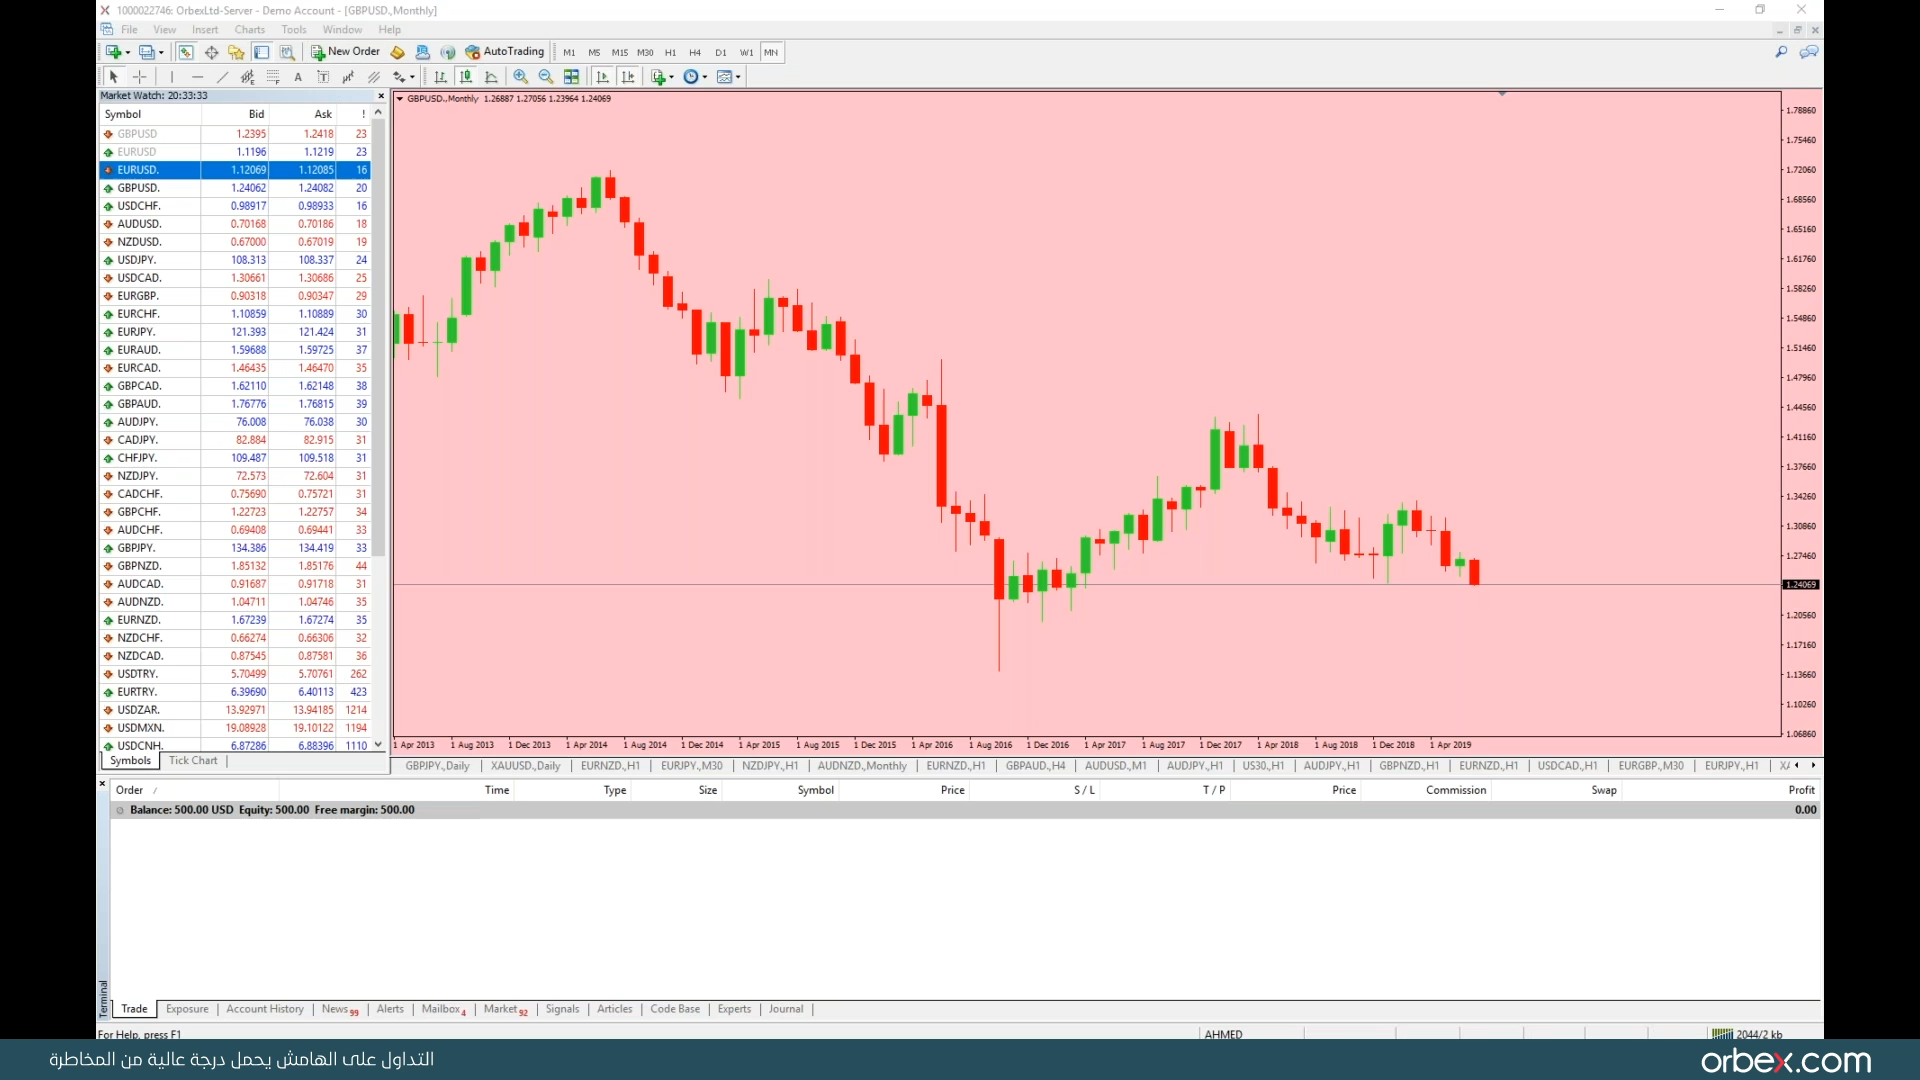 1000022746: OrbexLtd-Server - Demo Account - [GBPUSD.,Monthly]
File View Insert Charts Tools Window Help
New Order AutoTrading M1 M5 M15 M30 H1 H4 D1 W1 MN
Market Watch: 20:33:33
Symbol Bid Ask !
GBPUSD 1.2395 1.2418 23
EURUSD 1.1196 1.1219 23
EURUSD. 1.12069 1.12085 16
GBPUSD. 1.24062 1.24082 20
USDCHF. 0.98917 0.98933 16
AUDUSD. 0.70168 0.70186 18
NZDUSD. 0.67000 0.67019 19
USDJPY. 108.313 108.337 24
USDCAD. 1.30661 1.30686 25
EURGBP. 0.90318 0.90347 29
EURCHF. 1.10859 1.10889 30
EURJPY. 121.393 121.424 31
EURAUD. 1.59688 1.59725 37
EURCAD. 1.46435 1.46470 35
GBPCAD. 1.62110 1.62148 38
GBPAUD. 1.76776 1.76815 39
AUDJPY. 76.008 76.038 30
CADJPY. 82.884 82.915 31
CHFJPY. 109.487 109.518 31
NZDJPY. 72.573 72.604 31
CADCHF. 0.75690 0.75721 31
GBPCHF. 1.22723 1.22757 34
AUDCHF. 0.69408 0.69441 33
GBPJPY. 134.386 134.419 33
GBPNZD. 1.85132 1.85176 44
AUDCAD. 0.91687 0.91718 31
AUDNZD. 1.04711 1.04746 35
EURNZD. 1.67239 1.67274 35
NZDCHF. 0.66274 0.66306 32
NZDCAD. 0.87545 0.87581 36
USDTRY. 5.70499 5.70761 262
EURTRY. 6.39690 6.40113 423
USDZAR. 13.92971 13.94185 1214
USDMXN. 19.08928 19.10122 1194
USDCNH. 6.87286 6.88396 1110
Symbols Tick Chart
GBPUSD.,Monthly 1.26887 1.27056 1.23964 1.24069
1.78860
1.75460
1.72060
1.68560
1.65160
1.61760
1.58260
1.54860
1.51460
1.47960
1.44560
1.41160
1.37660
1.34260
1.30860
1.27460
1.24069
1.20560
1.17160
1.13660
1.10260
1.06860
1 Apr 2013 1 Aug 2013 1 Dec 2013 1 Apr 2014 1 Aug 2014 1 Dec 2014 1 Apr 2015 1 Aug 2015 1 Dec 2015 1 Apr 2016 1 Aug 2016 1 Dec 2016 1 Apr 2017 1 Aug 2017 1 Dec 2017 1 Apr 2018 1 Aug 2018 1 Dec 2018 1 Apr 2019
GBPJPY.,Daily XAUUSD.,Daily EURNZD.,H1 EURJPY.,M30 NZDJPY.,H1 AUDNZD.,Monthly EURNZD.,H1 GBPAUD.,H4 AUDUSD.,M1 AUDJPY.,H1 US30.,H1 AUDJPY.,H1 GBPNZD.,H1 EURNZD.,H1 USDCAD.,H1 EURGBP.,M30 EURJPY.,H1
Order / Time Type Size Symbol Price S / L T / P Price Commission Swap Profit
Balance: 500.00 USD Equity: 500.00 Free margin: 500.00 0.00
Terminal
Trade Exposure Account History News 99 Alerts Mailbox 4 Market 92 Signals Articles Code Base Experts Journal
For Help, press F1 AHMED 2044/2 kb
التداول على الهامش يحمل درجة عالية من المخاطرة
orbex.com